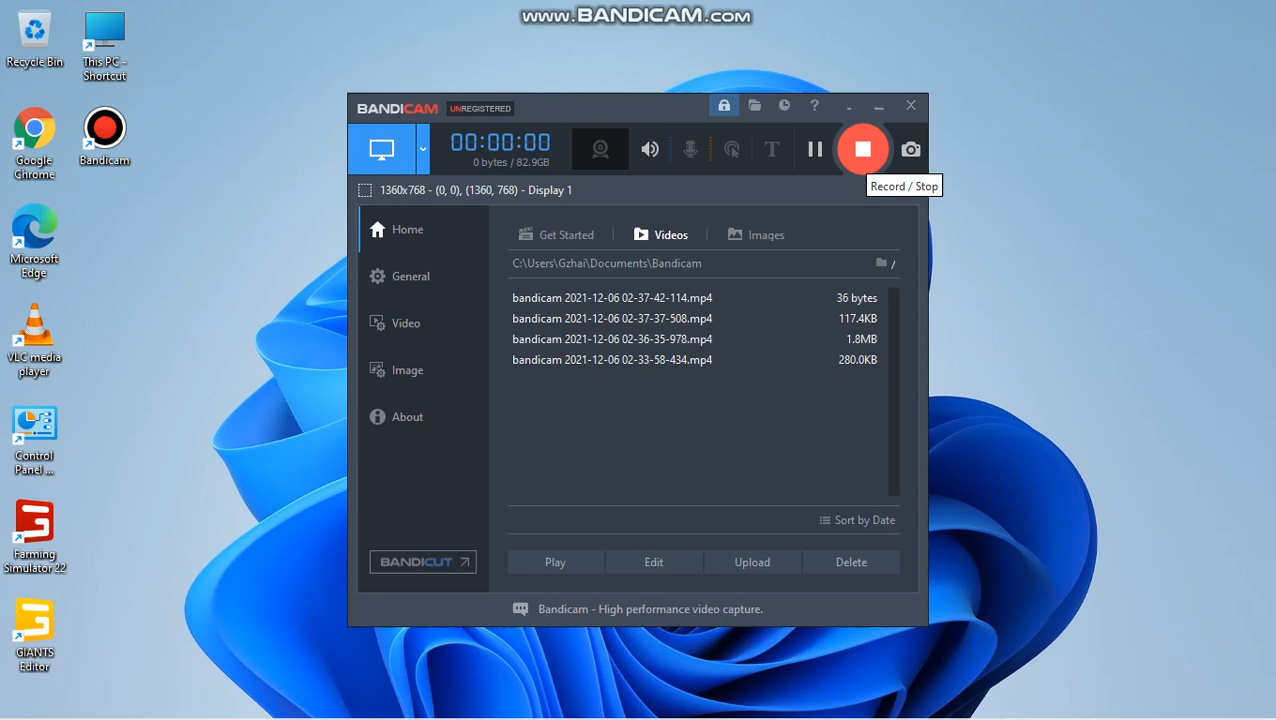 www.BANDICAM.com
Recycle Bin
This PC -
Shortcut
Google
Chrome
Bandicam
Microsoft
Edge
VLC media
player
Control
Panel ...
Farming
Simulator 22
GIANTS
Editor
BANDICAM UNREGISTERED
?
00:00:00
0 bytes / 82.9GB
T
Record / Stop
1360x768 - (0, 0), (1360, 768) - Display 1
Home
General
Video
Image
About
BANDICUT
Get Started
Videos
Images
C:\Users\Gzhai\Documents\Bandicam
/
bandicam 2021-12-06 02-37-42-114.mp4 36 bytes
bandicam 2021-12-06 02-37-37-508.mp4 117.4KB
bandicam 2021-12-06 02-36-35-978.mp4 1.8MB
bandicam 2021-12-06 02-33-58-434.mp4 280.0KB
Sort by Date
Play Edit Upload Delete
Bandicam - High performance video capture.